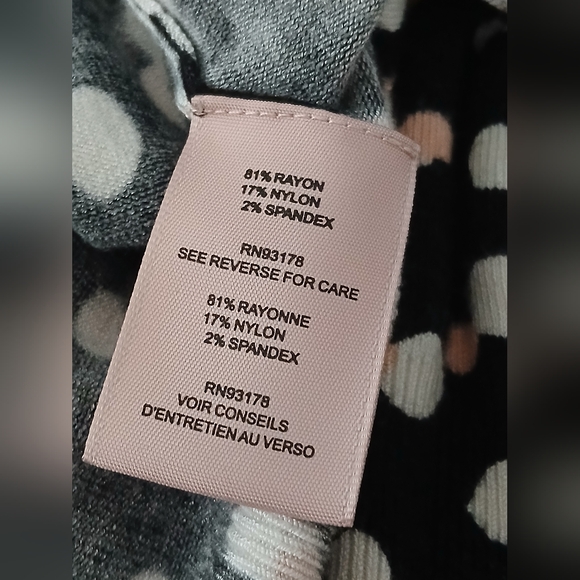 81% RAYON
17% NYLON
2% SPANDEX
RN93178
SEE REVERSE FOR CARE
81% RAYONNE
17% NYLON
2% SPANDEX
RN93178
VOIR CONSEILS
D'ENTRETIEN AU VERSO